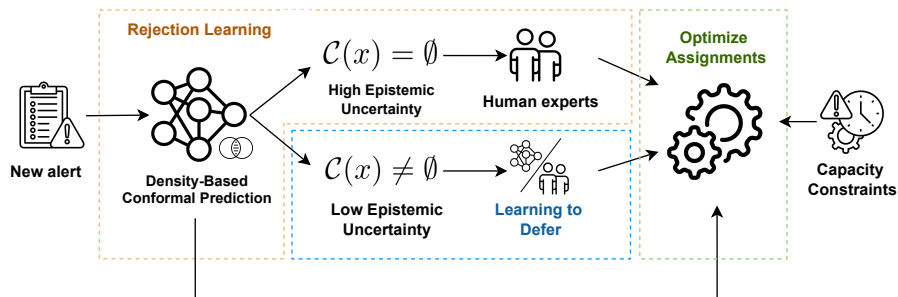 Rejection Learning
Optimize
Assignments
C(x) = ∅
High Epistemic
Uncertainty
Human experts
New alert
Density-Based
Conformal Prediction
C(x) ≠ ∅
Low Epistemic
Uncertainty
Learning to
Defer
Capacity
Constraints